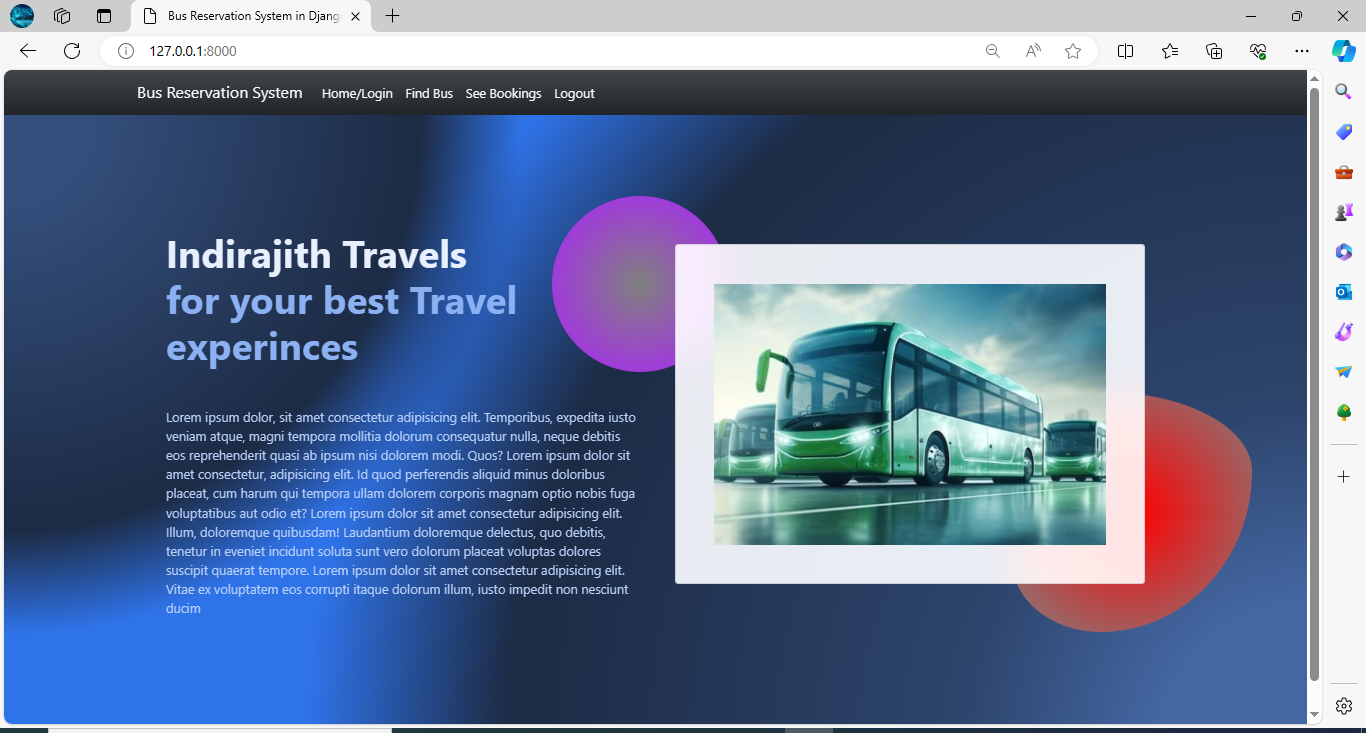 Bus Reservation System in Djang
127.0.0.1:8000
Bus Reservation System Home/Login Find Bus See Bookings Logout
Indirajith Travels
for your best Travel
experinces
Lorem ipsum dolor, sit amet consectetur adipisicing elit. Temporibus, expedita iusto
veniam atque, magni tempora mollitia dolorum consequatur nulla, neque debitis
eos reprehenderit quasi ab ipsum nisi dolorem modi. Quos? Lorem ipsum dolor sit
amet consectetur, adipisicing elit. Id quod perferendis aliquid minus doloribus
placeat, cum harum qui tempora ullam dolorem corporis magnam optio nobis fuga
voluptatibus aut odio et? Lorem ipsum dolor sit amet consectetur adipisicing elit.
Illum, doloremque quibusdam! Laudantium doloremque delectus, quo debitis,
tenetur in eveniet incidunt soluta sunt vero dolorum placeat voluptas dolores
suscipit quaerat tempore. Lorem ipsum dolor sit amet consectetur adipisicing elit.
Vitae ex voluptatem eos corrupti itaque dolorum illum, iusto impedit non nesciunt
ducim